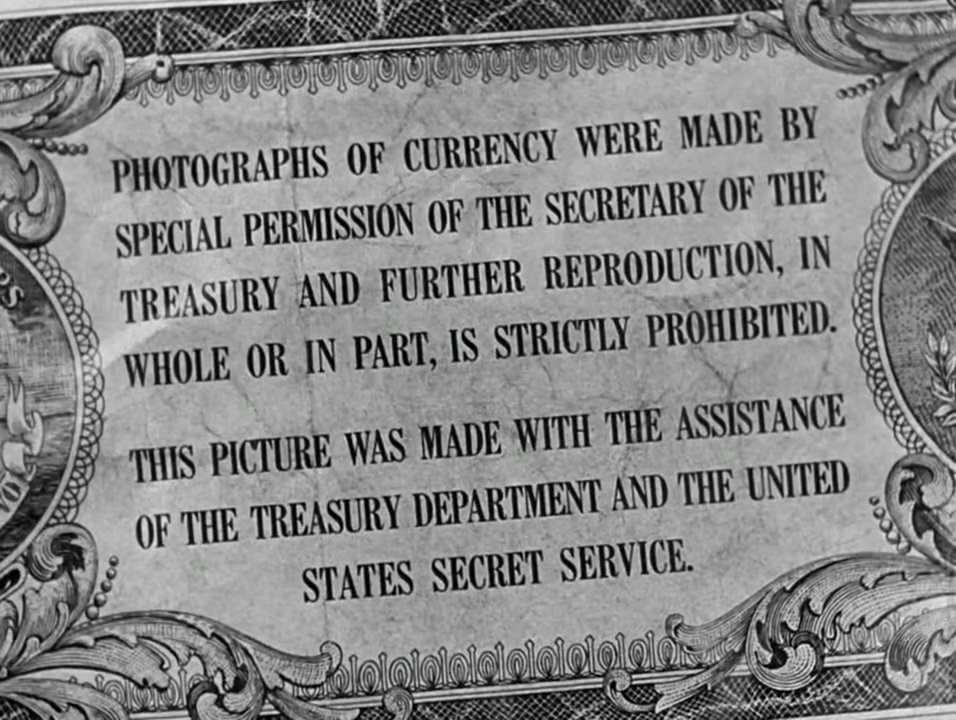 PHOTOGRAPHS OF CURRENCY WERE MADE BY
SPECIAL PERMISSION OF THE SECRETARY OF THE
TREASURY AND FURTHER REPRODUCTION, IN
WHOLE OR IN PART, IS STRICTLY PROHIBITED.
THIS PICTURE WAS MADE WITH THE ASSISTANCE
OF THE TREASURY DEPARTMENT AND THE UNITED
STATES SECRET SERVICE.